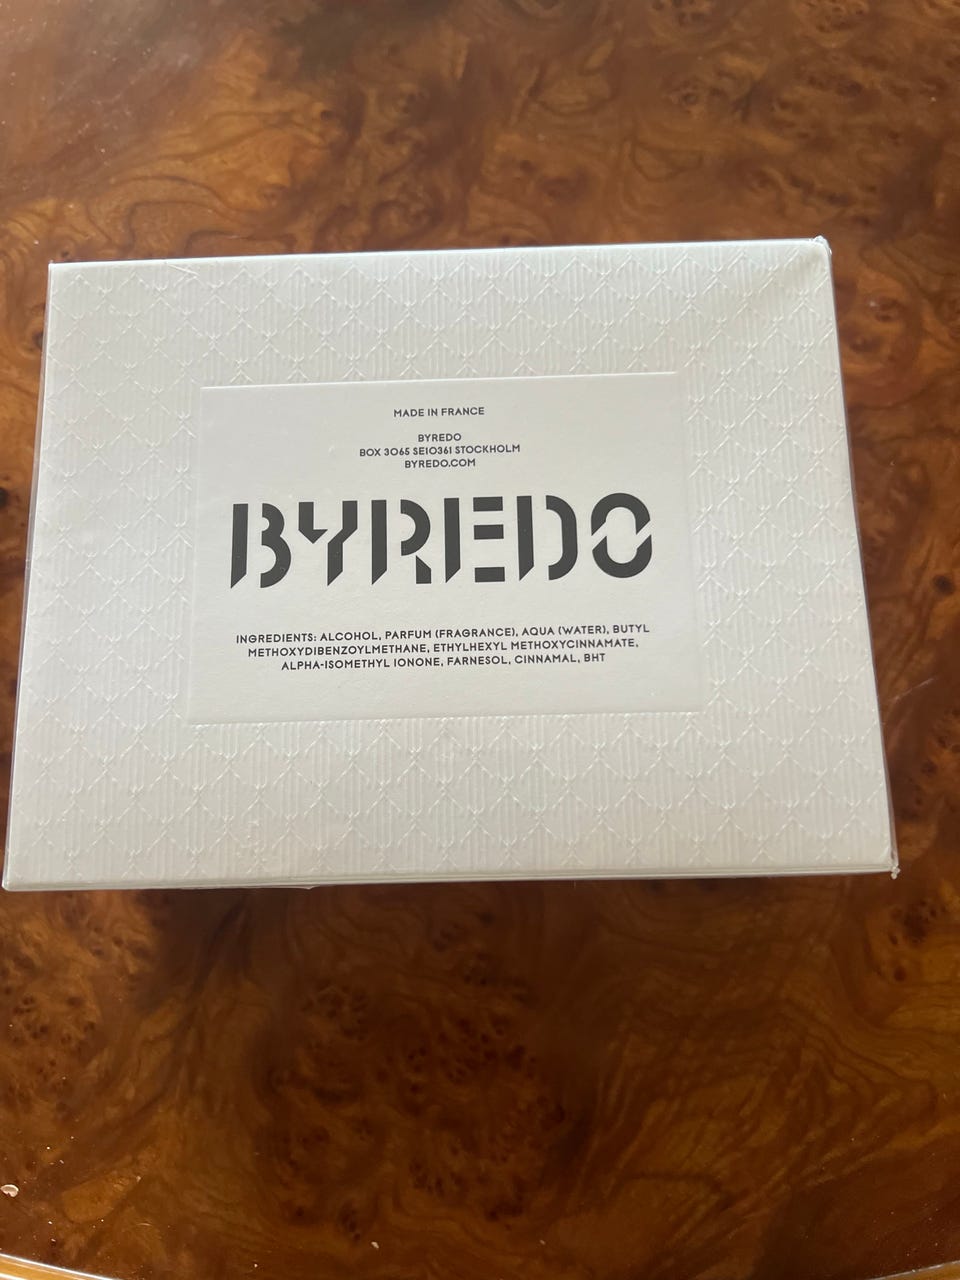 MADE IN FRANCE
BYREDO
BOX 3065 SE10361 STOCKHOLM
BYREDO.COM
BYREDO
INGREDIENTS: ALCOHOL, PARFUM (FRAGRANCE), AQUA (WATER), BUTYL
METHOXYDIBENZOYLMETHANE, ETHYLHEXYL METHOXYCINNAMATE,
ALPHA-ISOMETHYL IONONE, FARNESOL, CINNAMAL, BHT